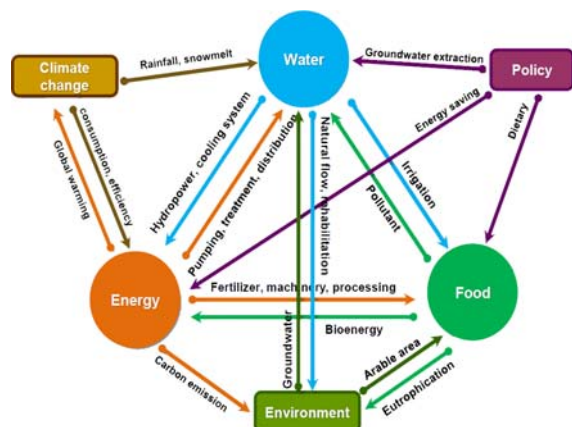 Climate
change
Rainfall, snowmelt
Water
Groundwater extraction
Policy
consumption, efficiency
Global warming
Hydropower, cooling system
Pumping, treatment, distribution
Natural flow, rehabilitation
Energy saving
Dietary
Irrigation
Pollutant
Energy
Fertilizer, machinery, processing
Food
Bioenergy
Groundwater
Arable area
Carbon emission
Eutrophication
Environment